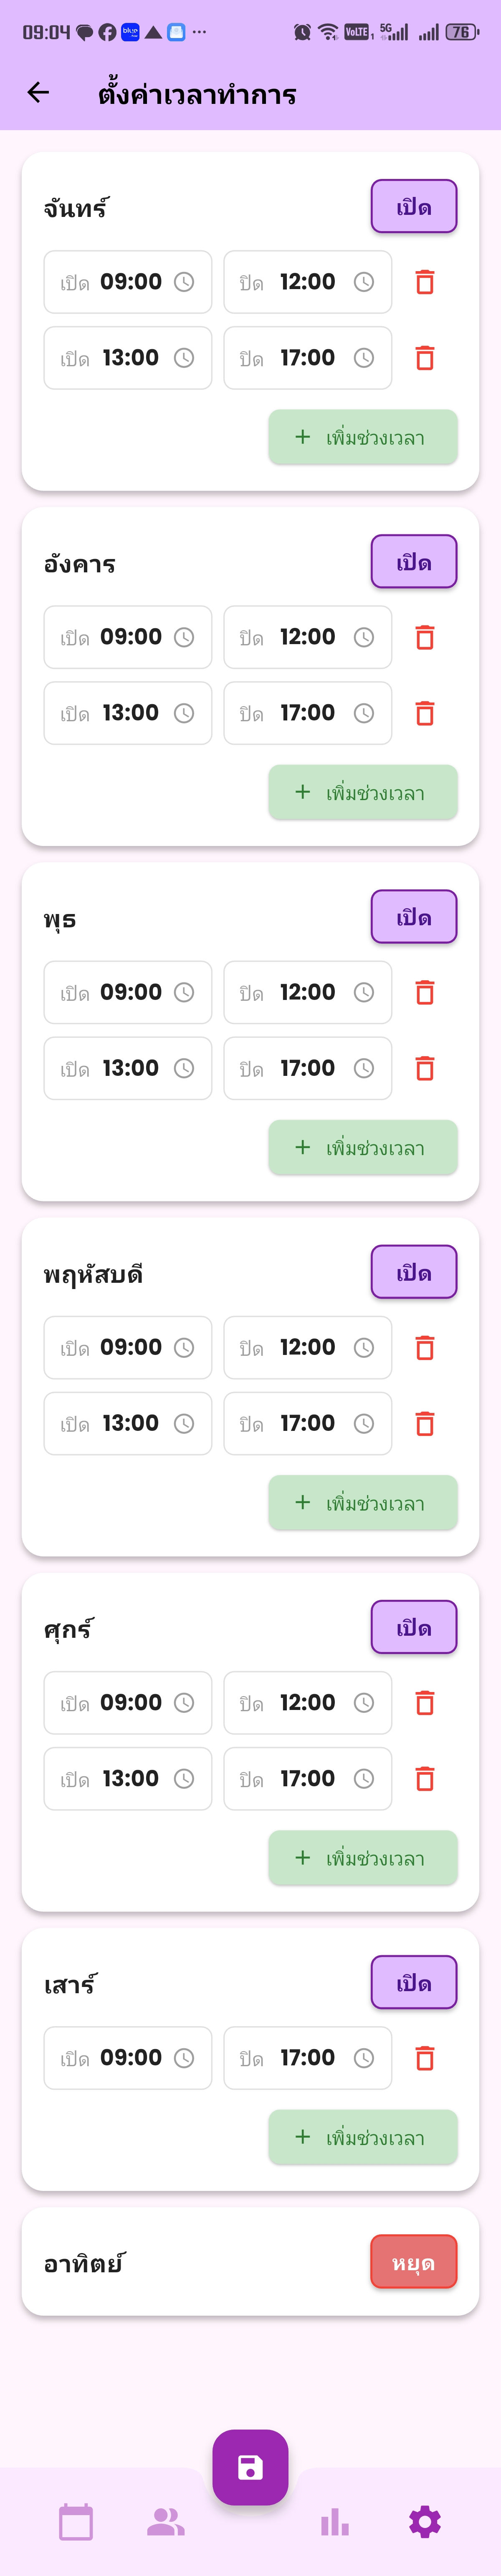 09:04 VoLTE 1 5G 76
ตั้งค่าเวลาทำการ
จันทร์ เปิด
เปิด 09:00 ปิด 12:00
เปิด 13:00 ปิด 17:00
+ เพิ่มช่วงเวลา
อังคาร เปิด
เปิด 09:00 ปิด 12:00
เปิด 13:00 ปิด 17:00
+ เพิ่มช่วงเวลา
พุธ เปิด
เปิด 09:00 ปิด 12:00
เปิด 13:00 ปิด 17:00
+ เพิ่มช่วงเวลา
พฤหัสบดี เปิด
เปิด 09:00 ปิด 12:00
เปิด 13:00 ปิด 17:00
+ เพิ่มช่วงเวลา
ศุกร์ เปิด
เปิด 09:00 ปิด 12:00
เปิด 13:00 ปิด 17:00
+ เพิ่มช่วงเวลา
เสาร์ เปิด
เปิด 09:00 ปิด 17:00
+ เพิ่มช่วงเวลา
อาทิตย์ หยุด